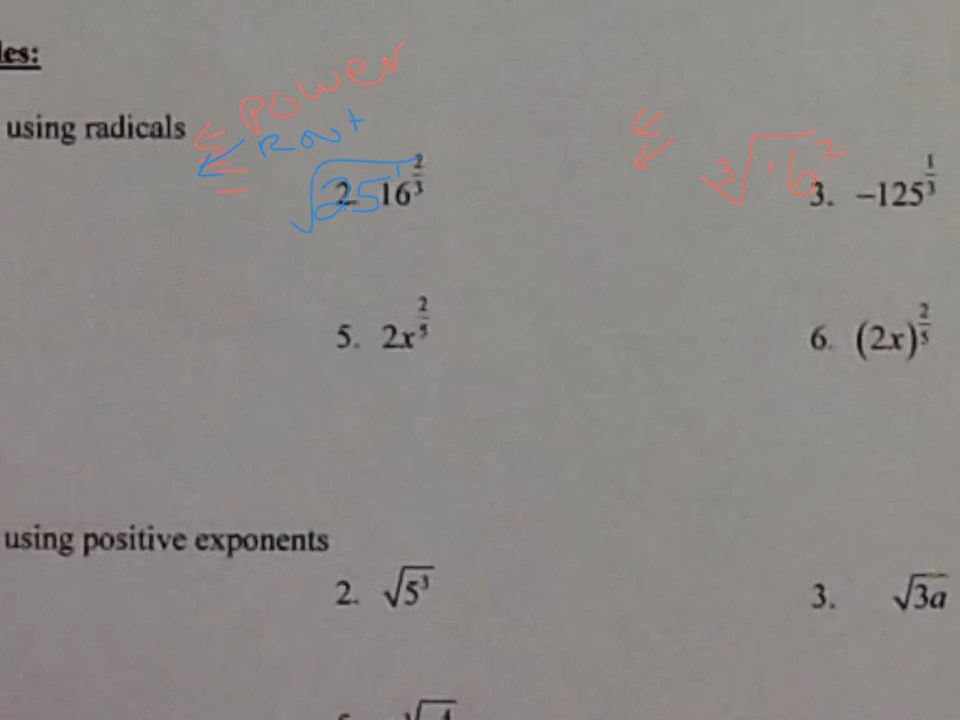 les:
POWER
using radicals
ROOT
√25¹
2. 16^(2/3)
∛16²
3. −125^(1/3)
5. 2x^(2/5)
6. (2x)^(2/5)
using positive exponents
2. √5³
3. √3a